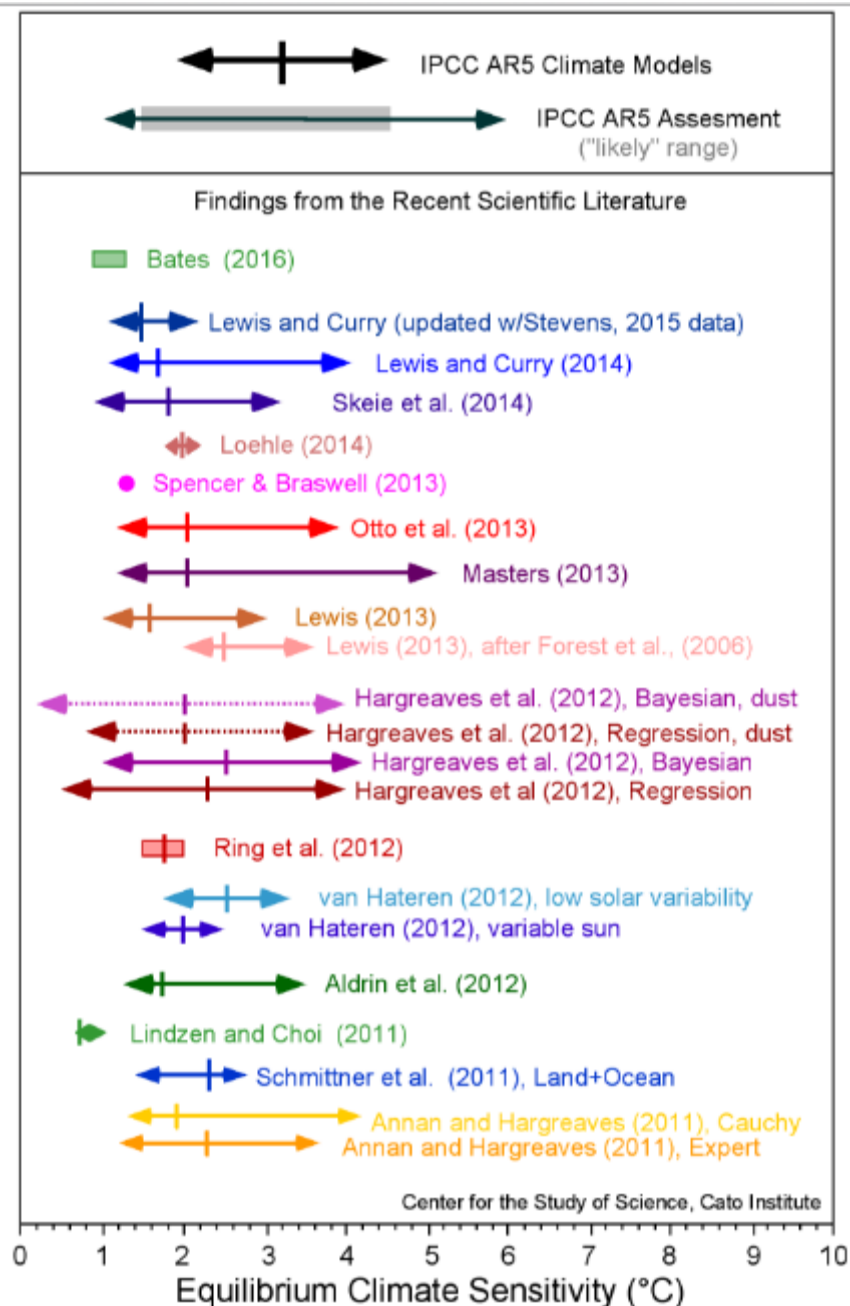 IPCC AR5 Climate Models
IPCC AR5 Assesment
("likely" range)
Findings from the Recent Scientific Literature
Bates (2016)
Lewis and Curry (updated w/Stevens, 2015 data)
Lewis and Curry (2014)
Skeie et al. (2014)
Loehle (2014)
Spencer & Braswell (2013)
Otto et al. (2013)
Masters (2013)
Lewis (2013)
Lewis (2013), after Forest et al., (2006)
Hargreaves et al. (2012), Bayesian, dust
Hargreaves et al. (2012), Regression, dust
Hargreaves et al. (2012), Bayesian
Hargreaves et al (2012), Regression
Ring et al. (2012)
van Hateren (2012), low solar variability
van Hateren (2012), variable sun
Aldrin et al. (2012)
Lindzen and Choi (2011)
Schmittner et al. (2011), Land+Ocean
Annan and Hargreaves (2011), Cauchy
Annan and Hargreaves (2011), Expert
Center for the Study of Science, Cato Institute
0 1 2 3 4 5 6 7 8 9 10
Equilibrium Climate Sensitivity (°C)